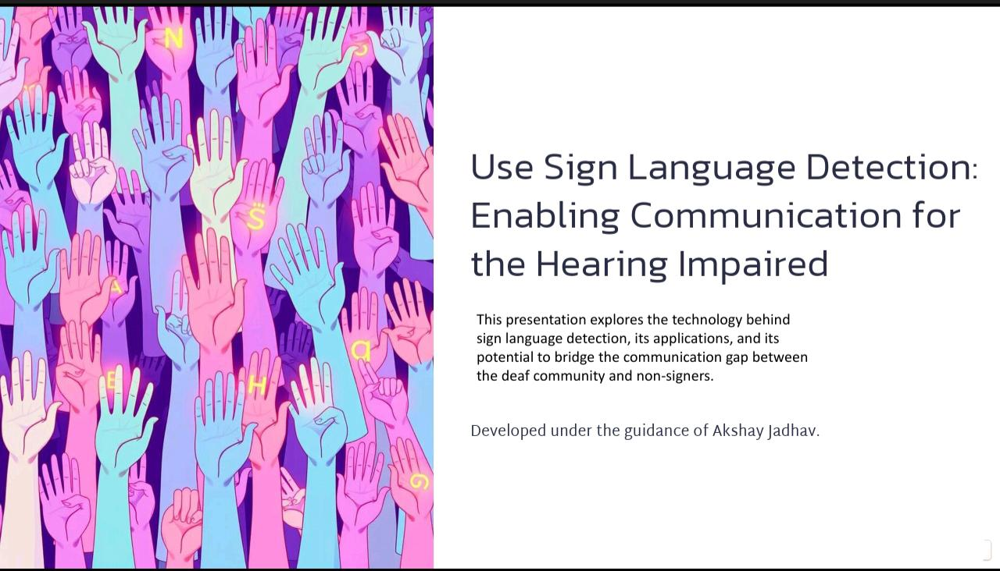 N
S̈
A
a
E
H
Use Sign Language Detection:
Enabling Communication for
the Hearing Impaired
This presentation explores the technology behind
sign language detection, its applications, and its
potential to bridge the communication gap between
the deaf community and non-signers.
Developed under the guidance of Akshay Jadhav.